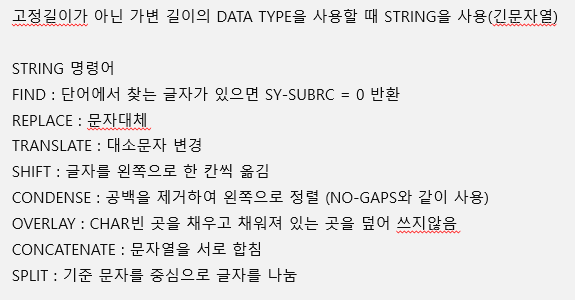 고정길이가 아닌 가변 길이의 DATA TYPE을 사용할 때 STRING을 사용(긴문자열)
STRING 명령어
FIND : 단어에서 찾는 글자가 있으면 SY-SUBRC = 0 반환
REPLACE : 문자대체
TRANSLATE : 대소문자 변경
SHIFT : 글자를 왼쪽으로 한 칸씩 옮김
CONDENSE : 공백을 제거하여 왼쪽으로 정렬 (NO-GAPS와 같이 사용)
OVERLAY : CHAR빈 곳을 채우고 채워져 있는 곳을 덮어 쓰지않음
CONCATENATE : 문자열을 서로 합침
SPLIT : 기준 문자를 중심으로 글자를 나눔